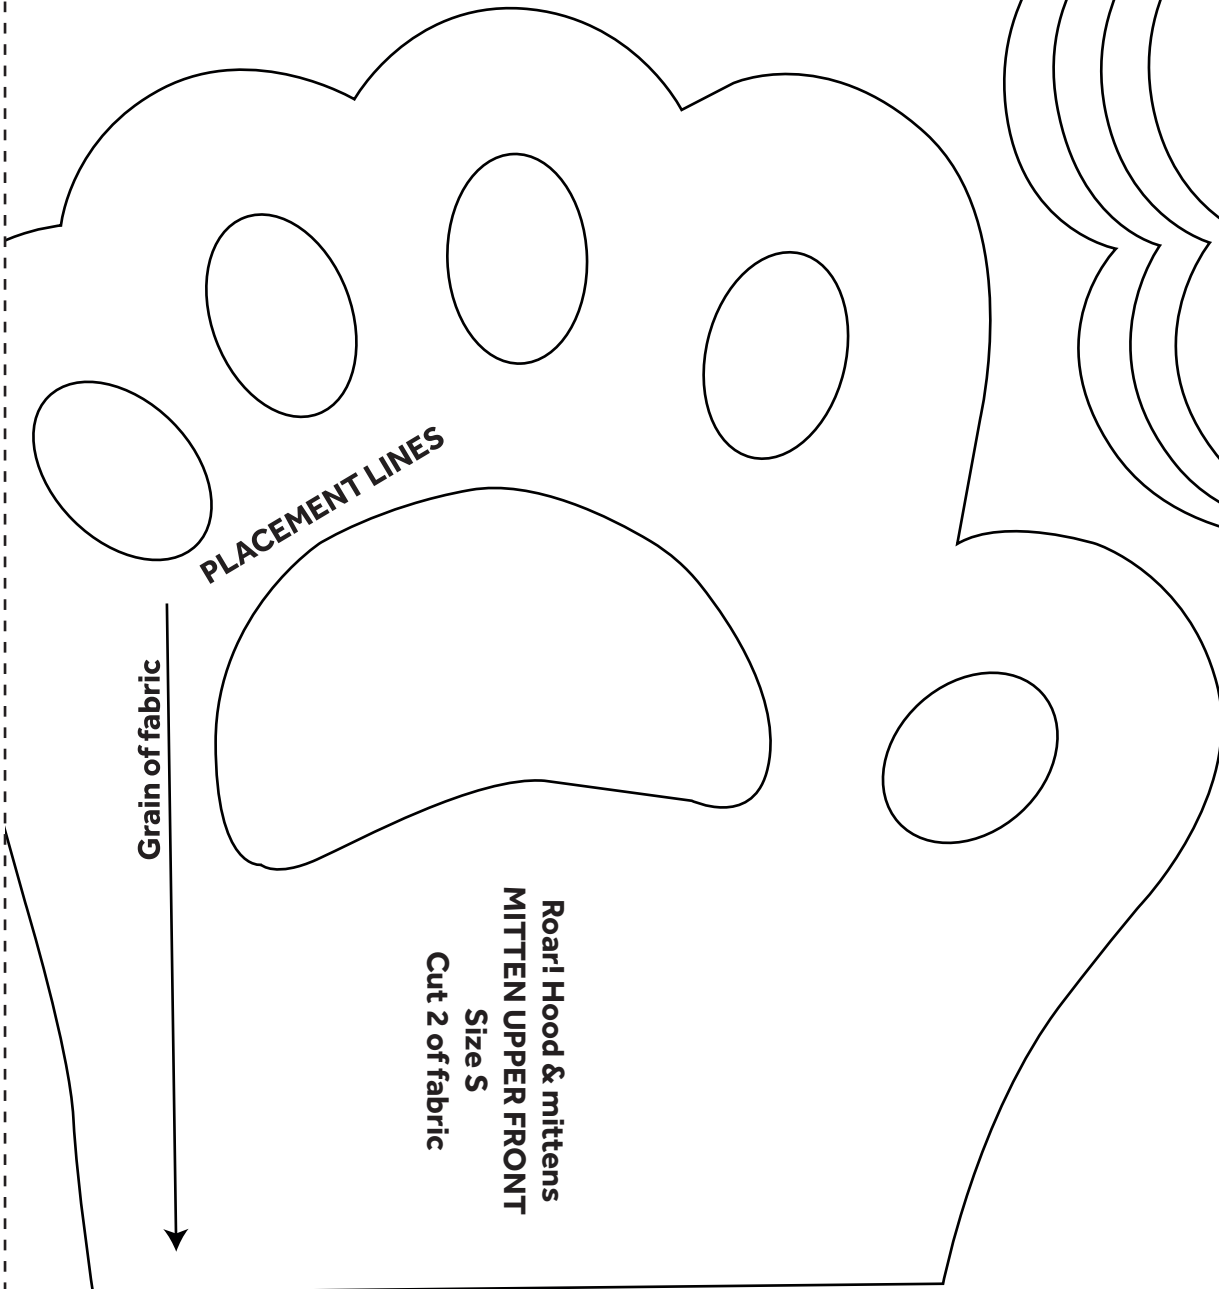 PLACEMENT LINES
Grain of fabric
Roar! Hood & mittens
MITTEN UPPER FRONT
Size S
Cut 2 of fabric